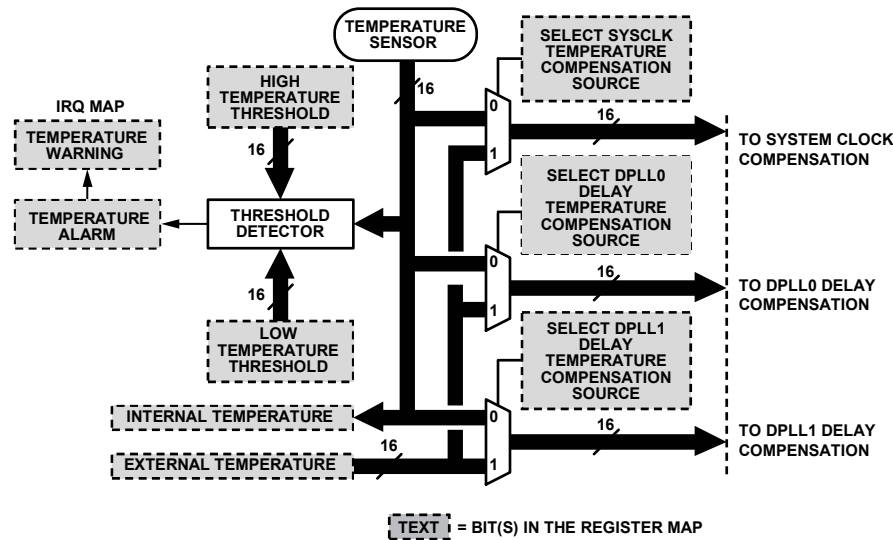 TEMPERATURE
SENSOR
SELECT SYSCLK
TEMPERATURE
COMPENSATION
SOURCE
HIGH
TEMPERATURE
THRESHOLD
16
IRQ MAP
TEMPERATURE
WARNING
16
0
1
16
TO SYSTEM CLOCK
COMPENSATION
TEMPERATURE
ALARM
THRESHOLD
DETECTOR
SELECT DPLL0
DELAY
TEMPERATURE
COMPENSATION
SOURCE
16
0
1
16
TO DPLL0 DELAY
COMPENSATION
LOW
TEMPERATURE
THRESHOLD
SELECT DPLL1
DELAY
TEMPERATURE
COMPENSATION
SOURCE
INTERNAL TEMPERATURE
0
16
TO DPLL1 DELAY
COMPENSATION
EXTERNAL TEMPERATURE
16
1
TEXT = BIT(S) IN THE REGISTER MAP